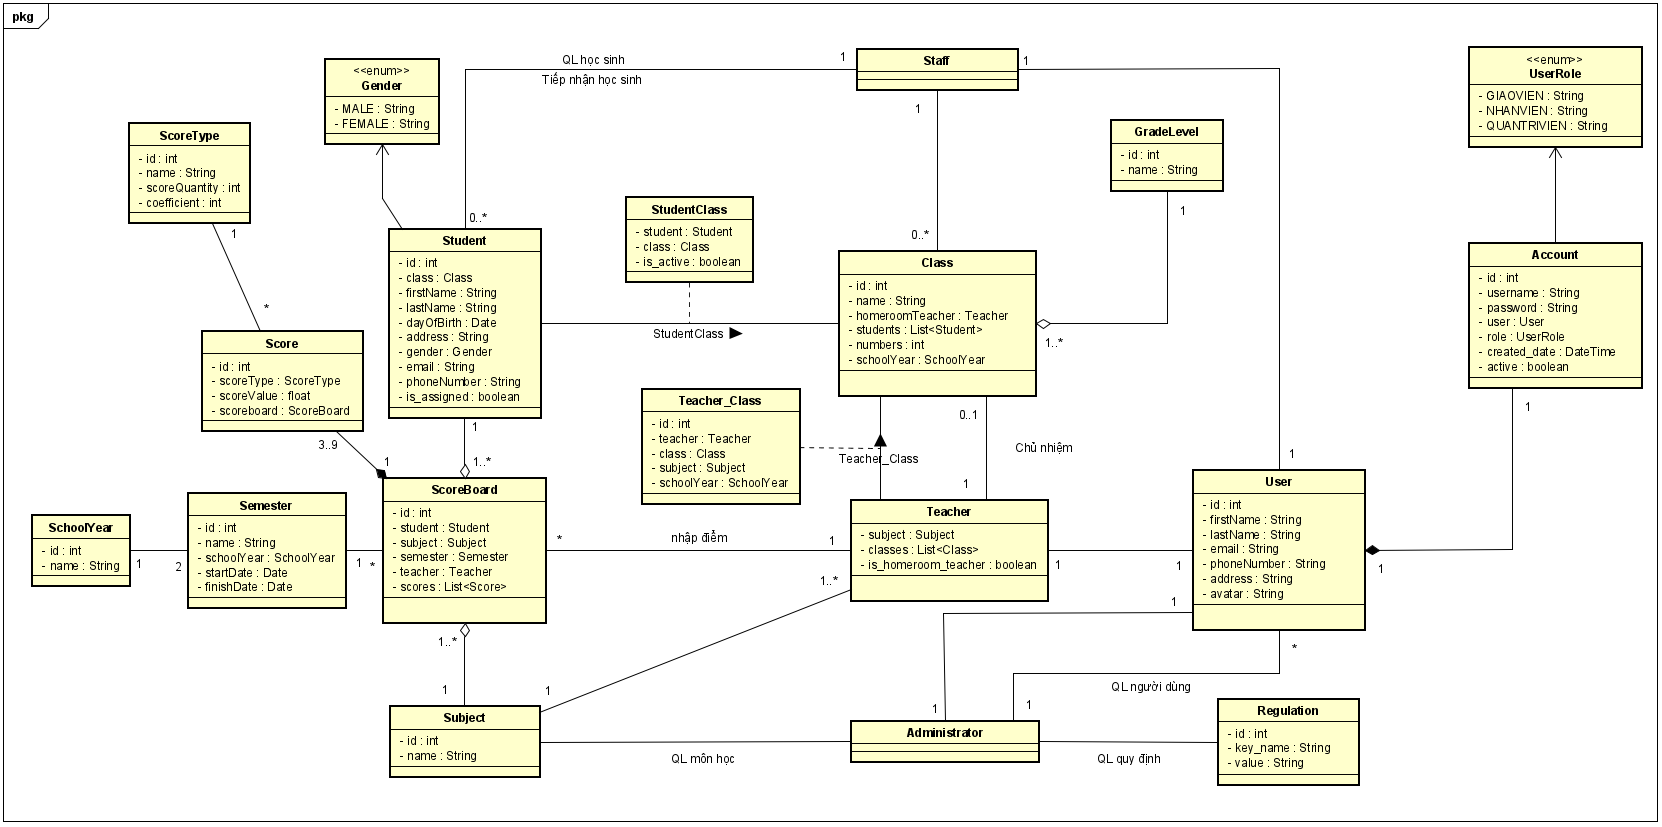 pkg
QL học sinh
Tiếp nhận học sinh
1
Staff
1
1
<<enum>>
Gender
- MALE : String
- FEMALE : String
<<enum>>
UserRole
- GIAOVIEN : String
- NHANVIEN : String
- QUANTRIVIEN : String
ScoreType
- id : int
- name : String
- scoreQuantity : int
- coefficient : int
1
*
GradeLevel
- id : int
- name : String
1
StudentClass
- student : Student
- class : Class
- is_active : boolean
0..*
0..*
Student
- id : int
- class : Class
- firstName : String
- lastName : String
- dayOfBirth : Date
- address : String
- gender : Gender
- email : String
- phoneNumber : String
- is_assigned : boolean
StudentClass
Class
- id : int
- name : String
- homeroomTeacher : Teacher
- students : List<Student>
- numbers : int
- schoolYear : SchoolYear
1..*
Account
- id : int
- username : String
- password : String
- user : User
- role : UserRole
- created_date : DateTime
- active : boolean
1
Score
- id : int
- scoreType : ScoreType
- scoreValue : float
- scoreboard : ScoreBoard
3..9
1
1
1..*
Teacher_Class
- id : int
- teacher : Teacher
- class : Class
- subject : Subject
- schoolYear : SchoolYear
Teacher_Class
0..1
Chủ nhiệm
1
1
SchoolYear
- id : int
- name : String
1
2
Semester
- id : int
- name : String
- schoolYear : SchoolYear
- startDate : Date
- finishDate : Date
1
*
ScoreBoard
- id : int
- student : Student
- subject : Subject
- semester : Semester
- teacher : Teacher
- scores : List<Score>
*
nhập điểm
1
Teacher
- subject : Subject
- classes : List<Class>
- is_homeroom_teacher : boolean
1..*
1
1
User
- id : int
- firstName : String
- lastName : String
- email : String
- phoneNumber : String
- address : String
- avatar : String
1
1
*
1..*
1
1
QL người dùng
1
1
Subject
- id : int
- name : String
QL môn học
Administrator
QL quy định
Regulation
- id : int
- key_name : String
- value : String